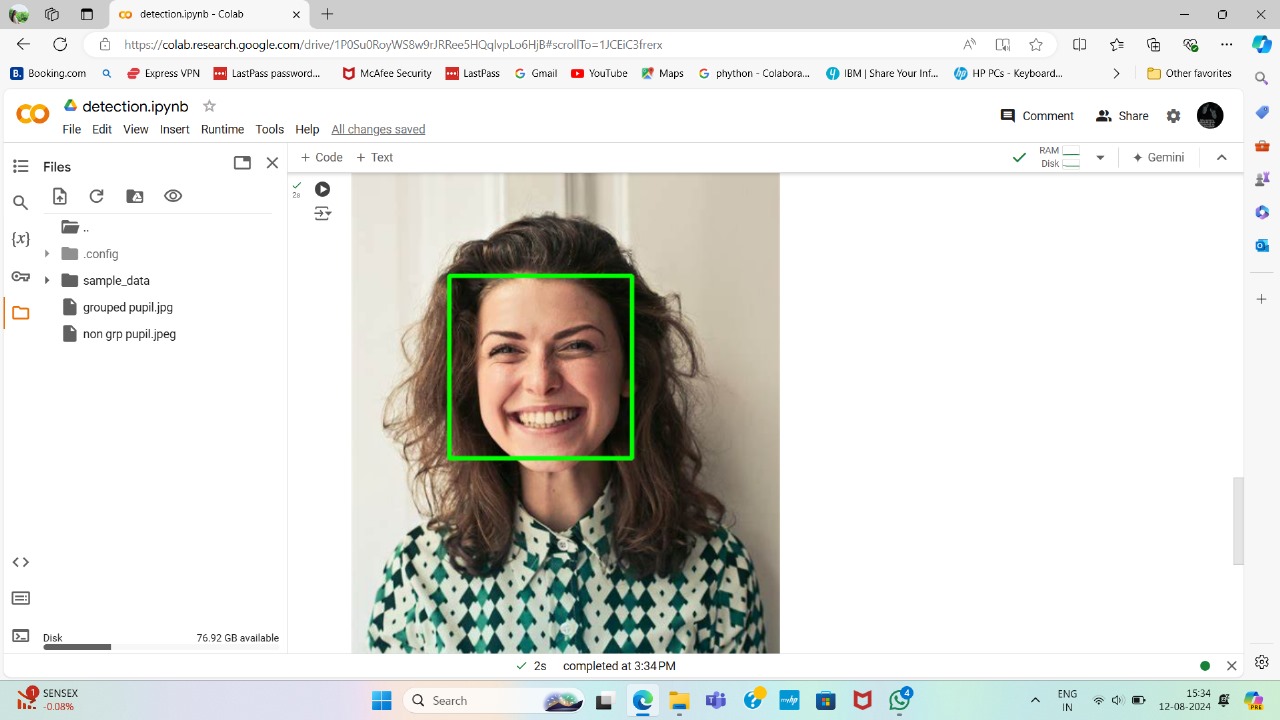 detection.ipynb - Colab
https://colab.research.google.com/drive/1P0Su0RoyWS8w9rJRRee5HQqlvpLo6HjB#scrollTo=1JCEiC3frerx
Booking.com
Express VPN
LastPass password...
McAfee Security
LastPass
Gmail
YouTube
Maps
phython - Colabora...
IBM | Share Your Inf...
HP PCs - Keyboard...
Other favorites
detection.ipynb
Comment
Share
File Edit View Insert Runtime Tools Help All changes saved
Files
+ Code + Text
RAM
Disk
Gemini
2s
..
.config
sample_data
grouped pupil.jpg
non grp pupil.jpeg
Disk 76.92 GB available
2s completed at 3:34 PM
1
SENSEX
Search
myhp
4
ENG
IN
15:34
12-08-2024